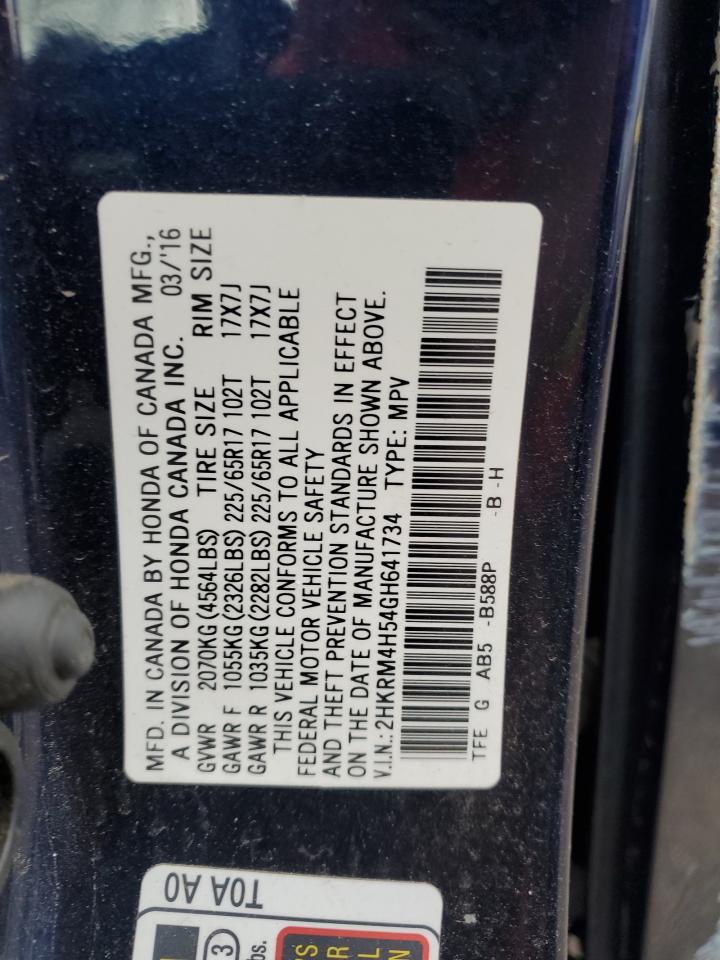 MFD. IN CANADA BY HONDA OF CANADA MFG.,
A DIVISION OF HONDA CANADA INC. 03/'16
GVWR 2070KG (4564LBS) TIRE SIZE RIM SIZE
GAWR F 1055KG (2326LBS) 225/65R17 102T 17X7J
GAWR R 1035KG (2282LBS) 225/65R17 102T 17X7J
THIS VEHICLE CONFORMS TO ALL APPLICABLE
FEDERAL MOTOR VEHICLE SAFETY
AND THEFT PREVENTION STANDARDS IN EFFECT
ON THE DATE OF MANUFACTURE SHOWN ABOVE.
V.I.N.: 2HKRM4H54GH641734 TYPE: MPV
TFE G AB5 -B588P -B -H
T0A A0
3
bs.
'S
R
L
N